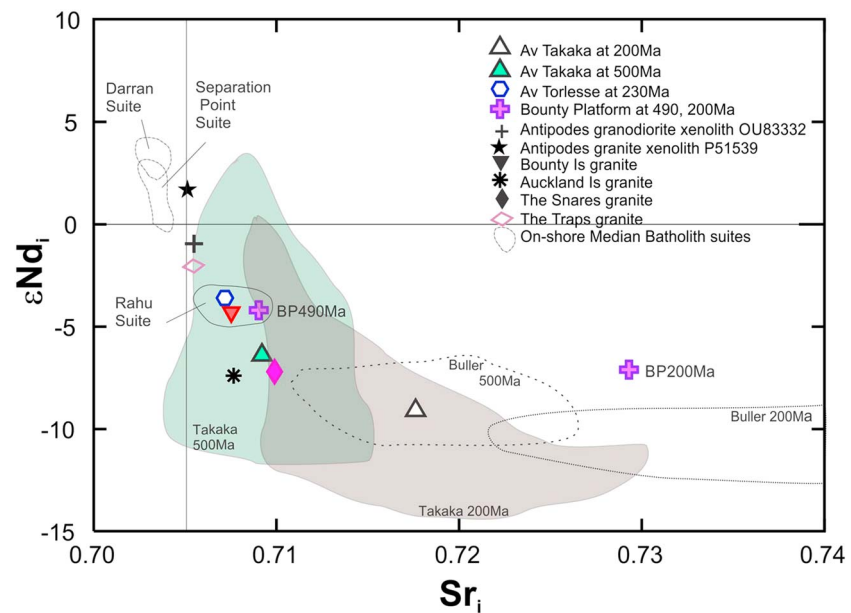 10
5
0
-5
-10
-15
εNdi
0.70
0.71
0.72
0.73
0.74
Sri
Darran
Suite
Separation
Point
Suite
Rahu
Suite
BP490Ma
Takaka
500Ma
Buller
500Ma
BP200Ma
Buller 200Ma
Takaka 200Ma
Av Takaka at 200Ma
Av Takaka at 500Ma
Av Torlesse at 230Ma
Bounty Platform at 490, 200Ma
Antipodes granodiorite xenolith OU83332
Antipodes granite xenolith P51539
Bounty Is granite
Auckland Is granite
The Snares granite
The Traps granite
On-shore Median Batholith suites